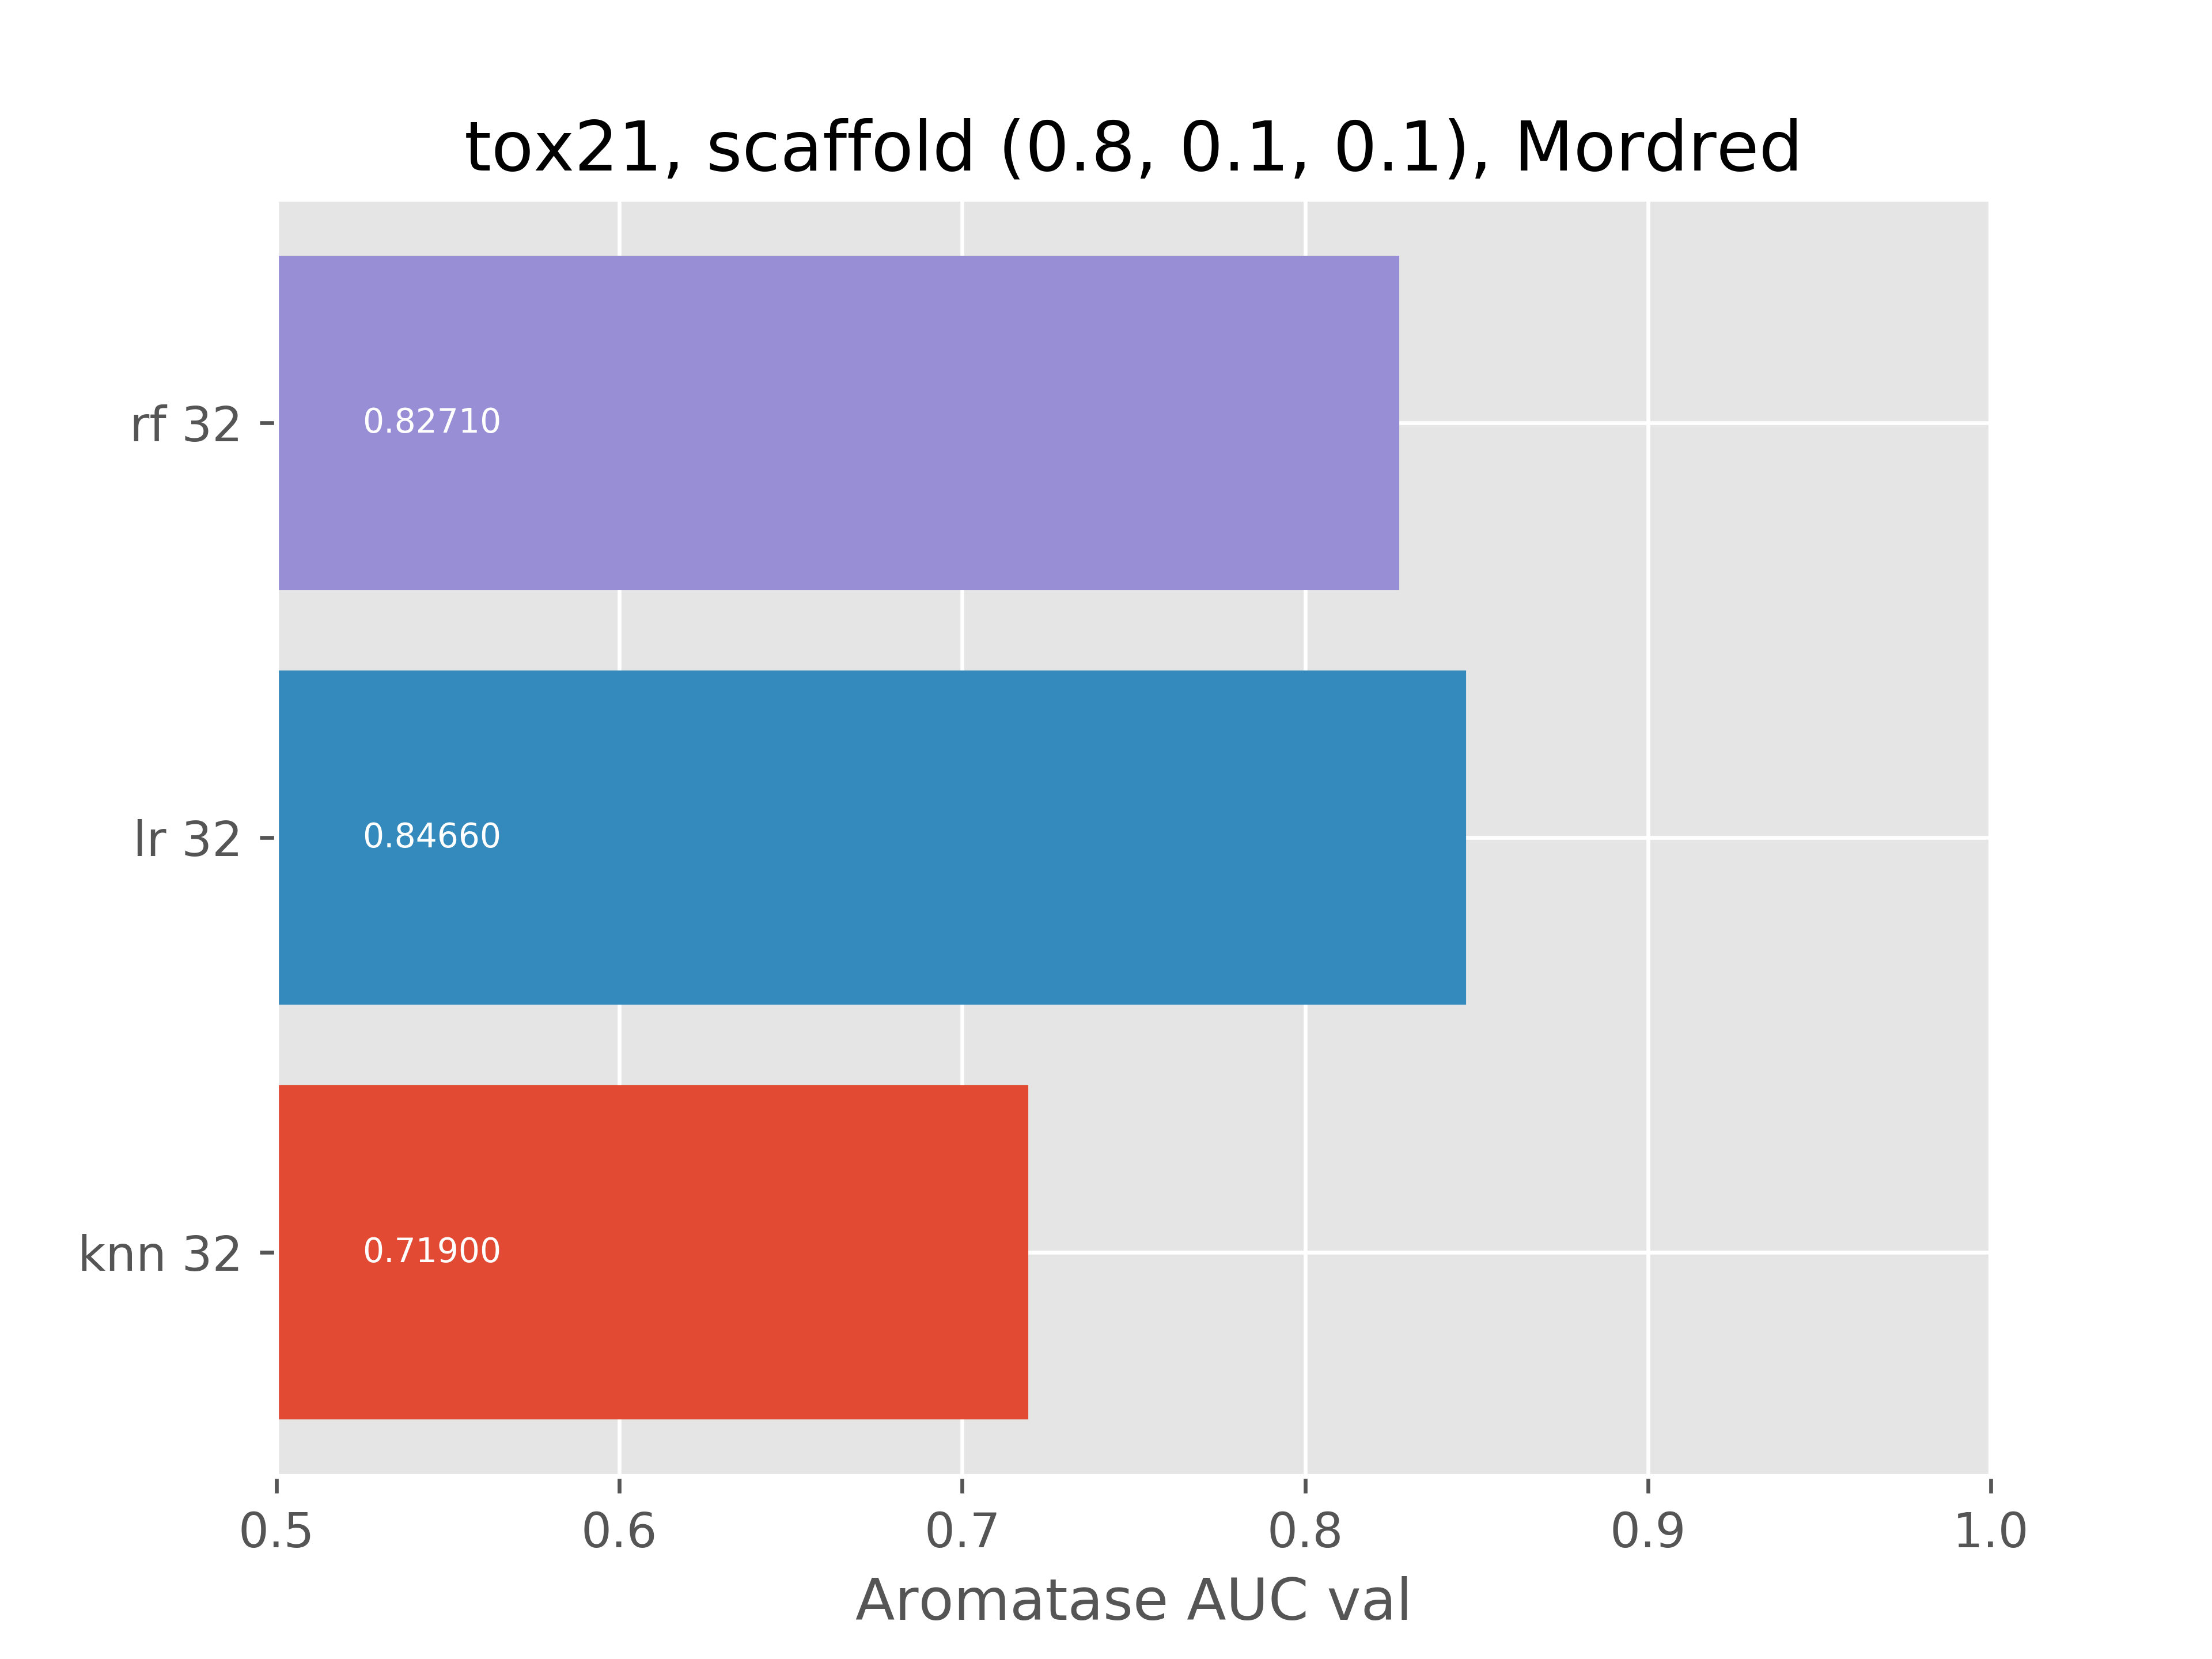 tox21, scaffold (0.8, 0.1, 0.1), Mordred
rf 32
0.82710
lr 32
0.84660
knn 32
0.71900
0.5 0.6 0.7 0.8 0.9 1.0
Aromatase AUC val